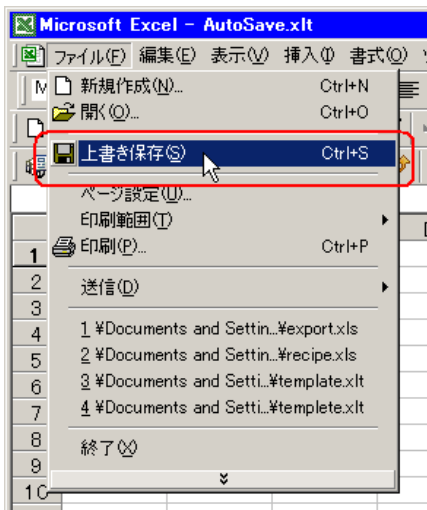 Microsoft Excel - AutoSave.xlt
ファイル(F) 編集(E) 表示(V) 挿入(I) 書式(O)
新規作成(N)... Ctrl+N
開く(O)... Ctrl+O
上書き保存(S) Ctrl+S
ページ設定(U)...
印刷範囲(T)
印刷(P)... Ctrl+P
送信(D)
1 ¥Documents and Settin...¥export.xls
2 ¥Documents and Settin...¥recipe.xls
3 ¥Documents and Setti...¥template.xlt
4 ¥Documents and Setti...¥templete.xlt
終了(X)
1
2
3
4
5
6
7
8
9
10